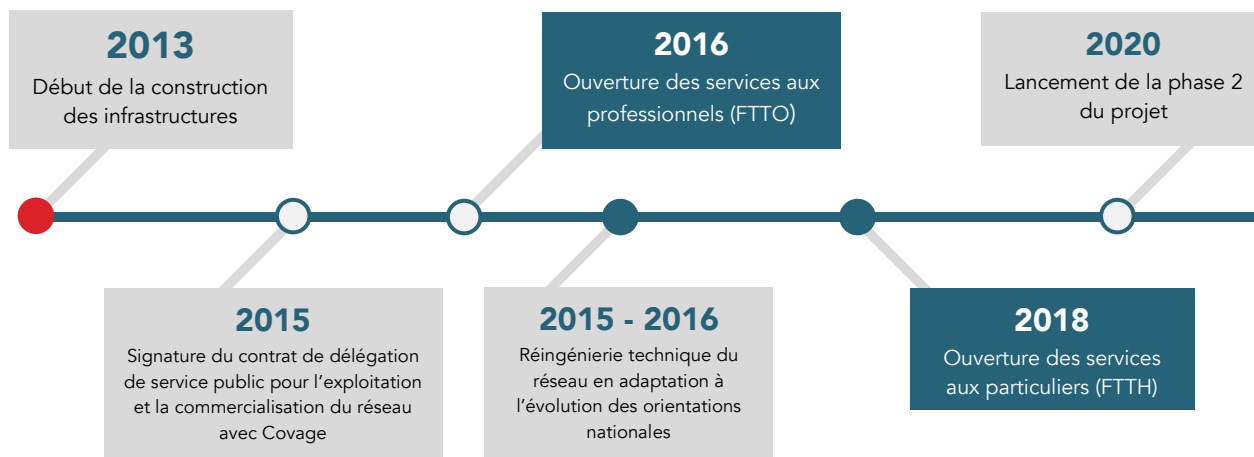 2013
Début de la construction
des infrastructures
2016
Ouverture des services aux
professionnels (FTTO)
2020
Lancement de la phase 2
du projet
2015
Signature du contrat de délégation
de service public pour l’exploitation
et la commercialisation du réseau
avec Covage
2015 - 2016
Réingénierie technique du
réseau en adaptation à
l’évolution des orientations
nationales
2018
Ouverture des services
aux particuliers (FTTH)